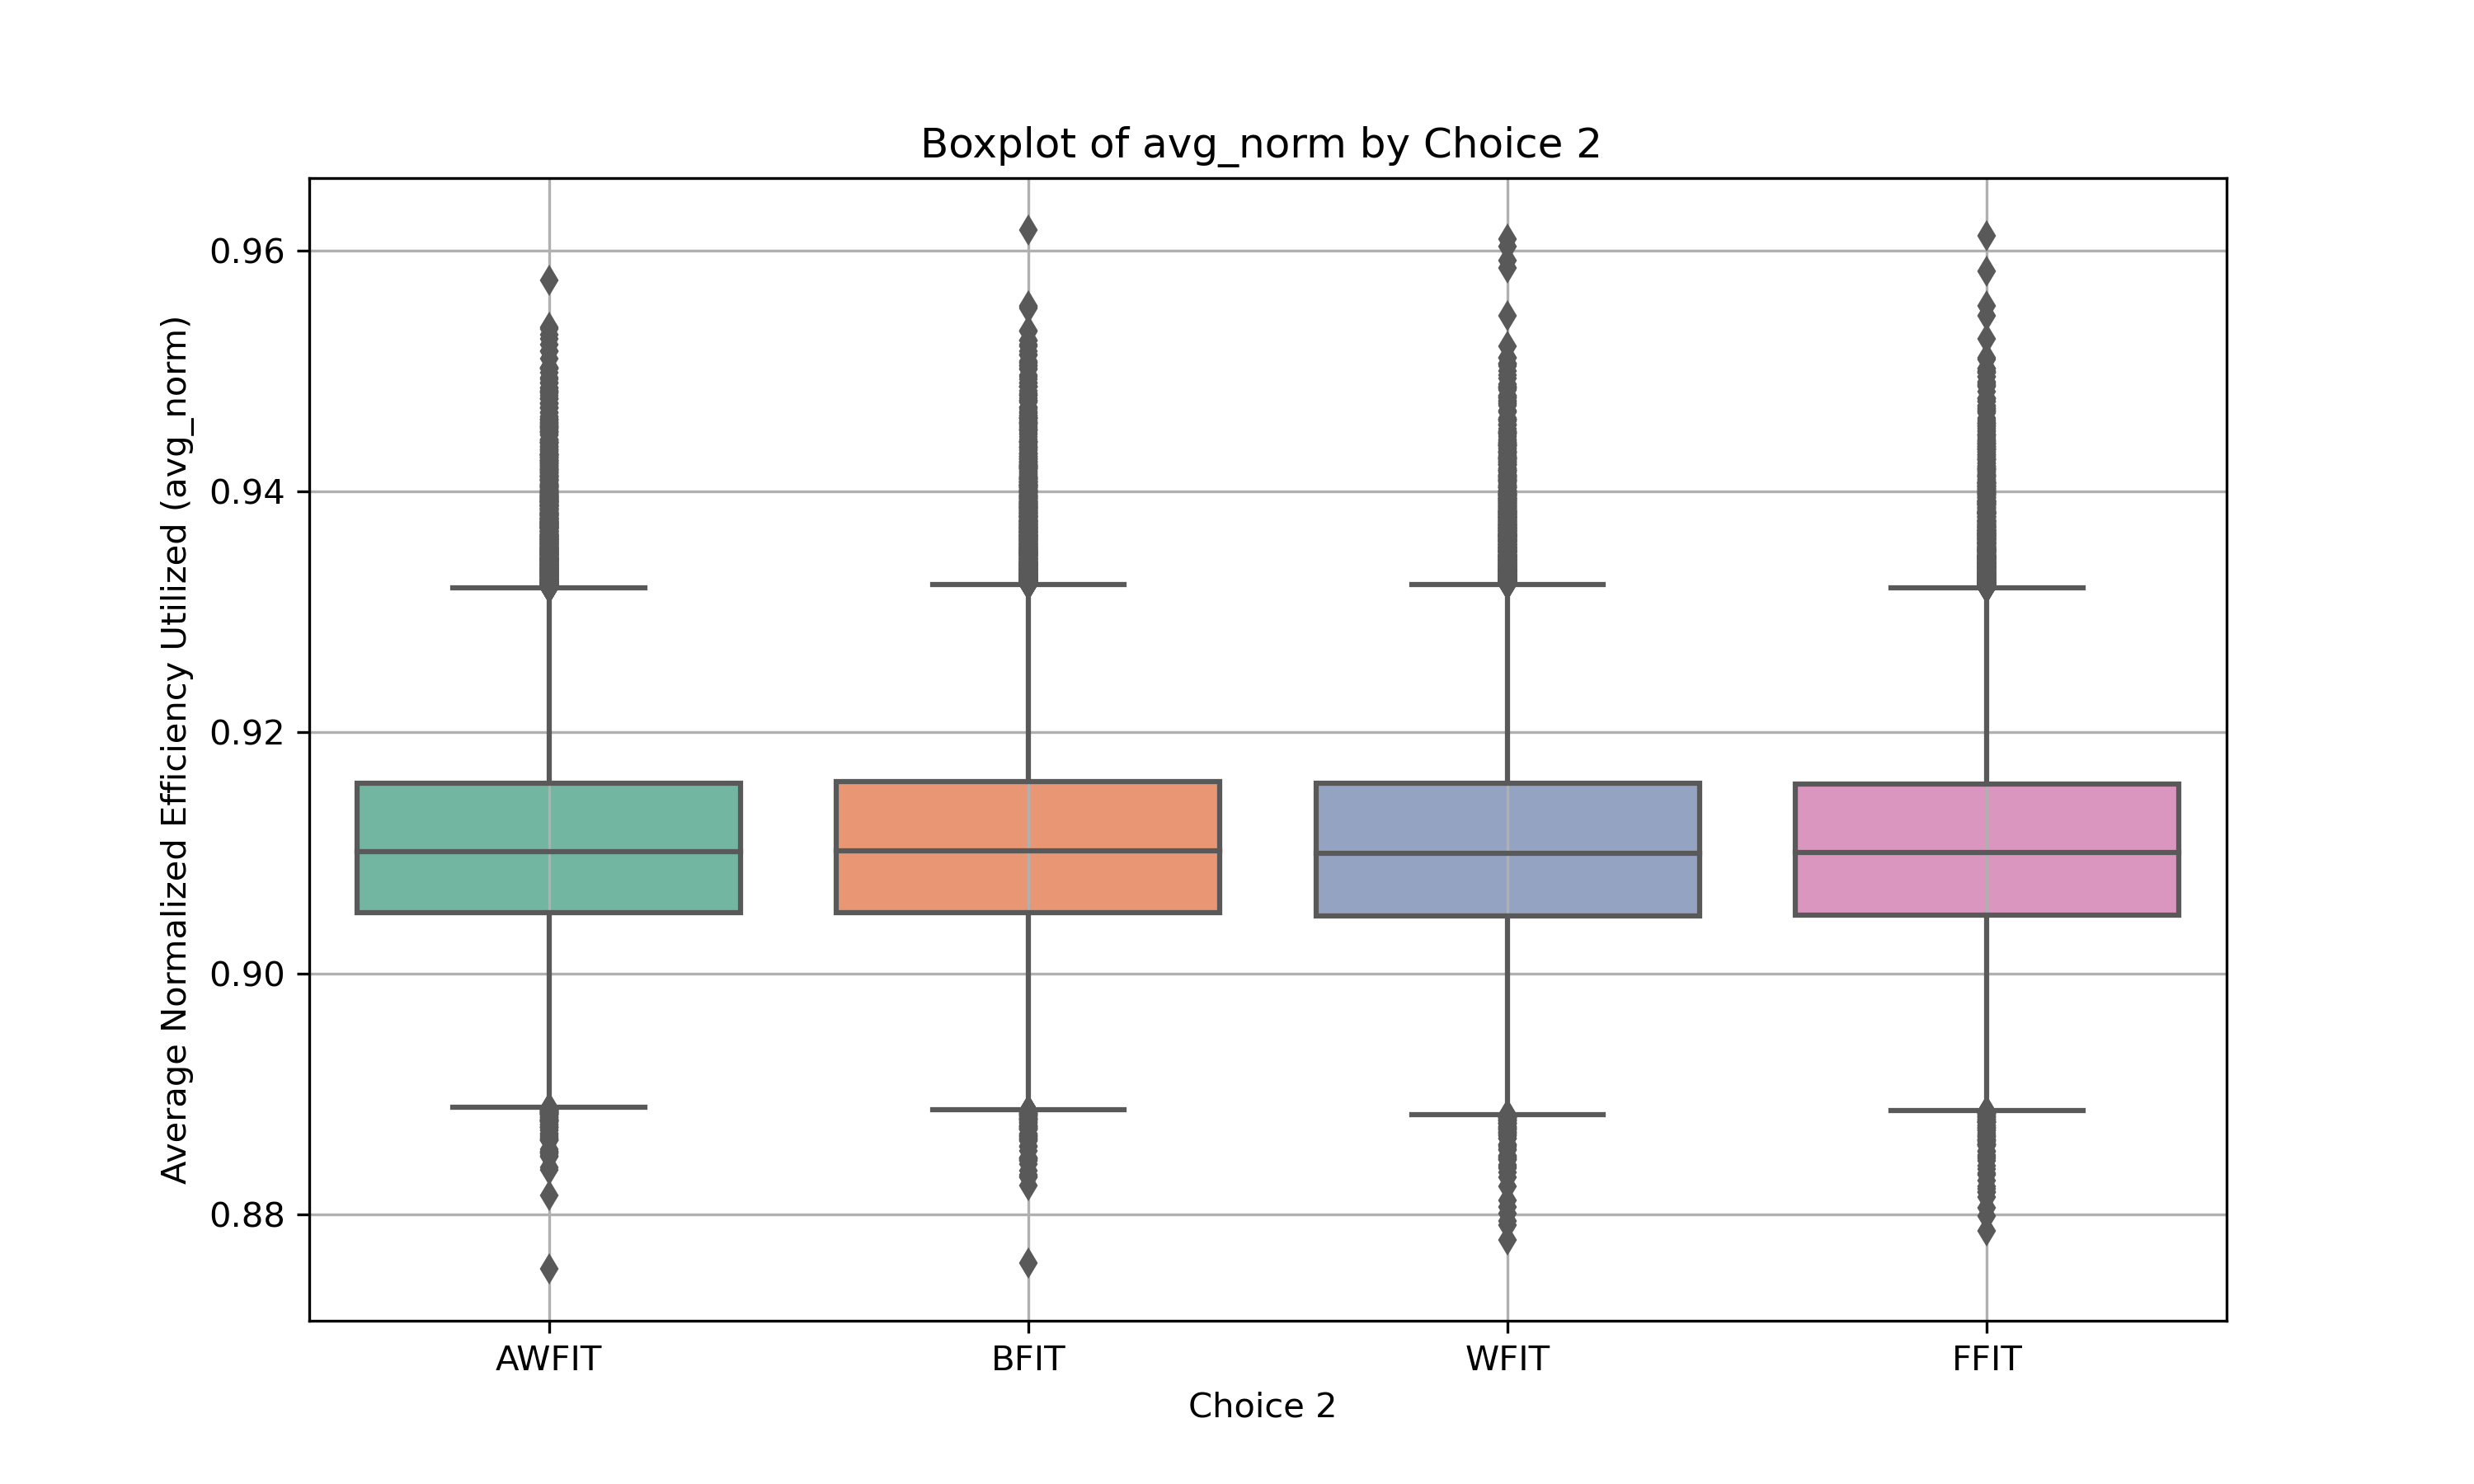 Boxplot of avg_norm by Choice 2
Average Normalized Efficiency Utilized (avg_norm)
0.96
0.94
0.92
0.90
0.88
AWFIT
BFIT
WFIT
FFIT
Choice 2